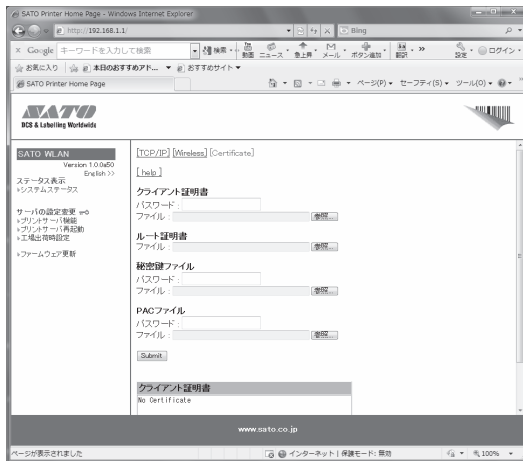 SATO Printer Home Page - Windows Internet Explorer
http://192.168.1.1/
Bing
Google キーワードを入力して検索 検索 動画 ニュース 急上昇 メール ボタン追加 翻訳 » 設定 ログイン
お気に入り 本日のおすすめアド... おすすめサイト
SATO Printer Home Page
ページ(P) セーフティ(S) ツール(O)
SATO
DCS & Labelling Worldwide
SATO WLAN
Version 1.0.0a50
English >>
ステータス表示
システムステータス
サーバの設定変更
プリントサーバ機能
プリントサーバ再起動
工場出荷時設定
ファームウェア更新
[TCP/IP] [Wireless] [Certificate]
[ help ]
クライアント証明書
パスワード :
ファイル : 参照...
ルート証明書
ファイル : 参照...
秘密鍵ファイル
パスワード :
ファイル : 参照...
PACファイル
パスワード :
ファイル : 参照...
Submit
クライアント証明書
No Certificate
www.sato.co.jp
ページが表示されました
インターネット | 保護モード: 無効
100%